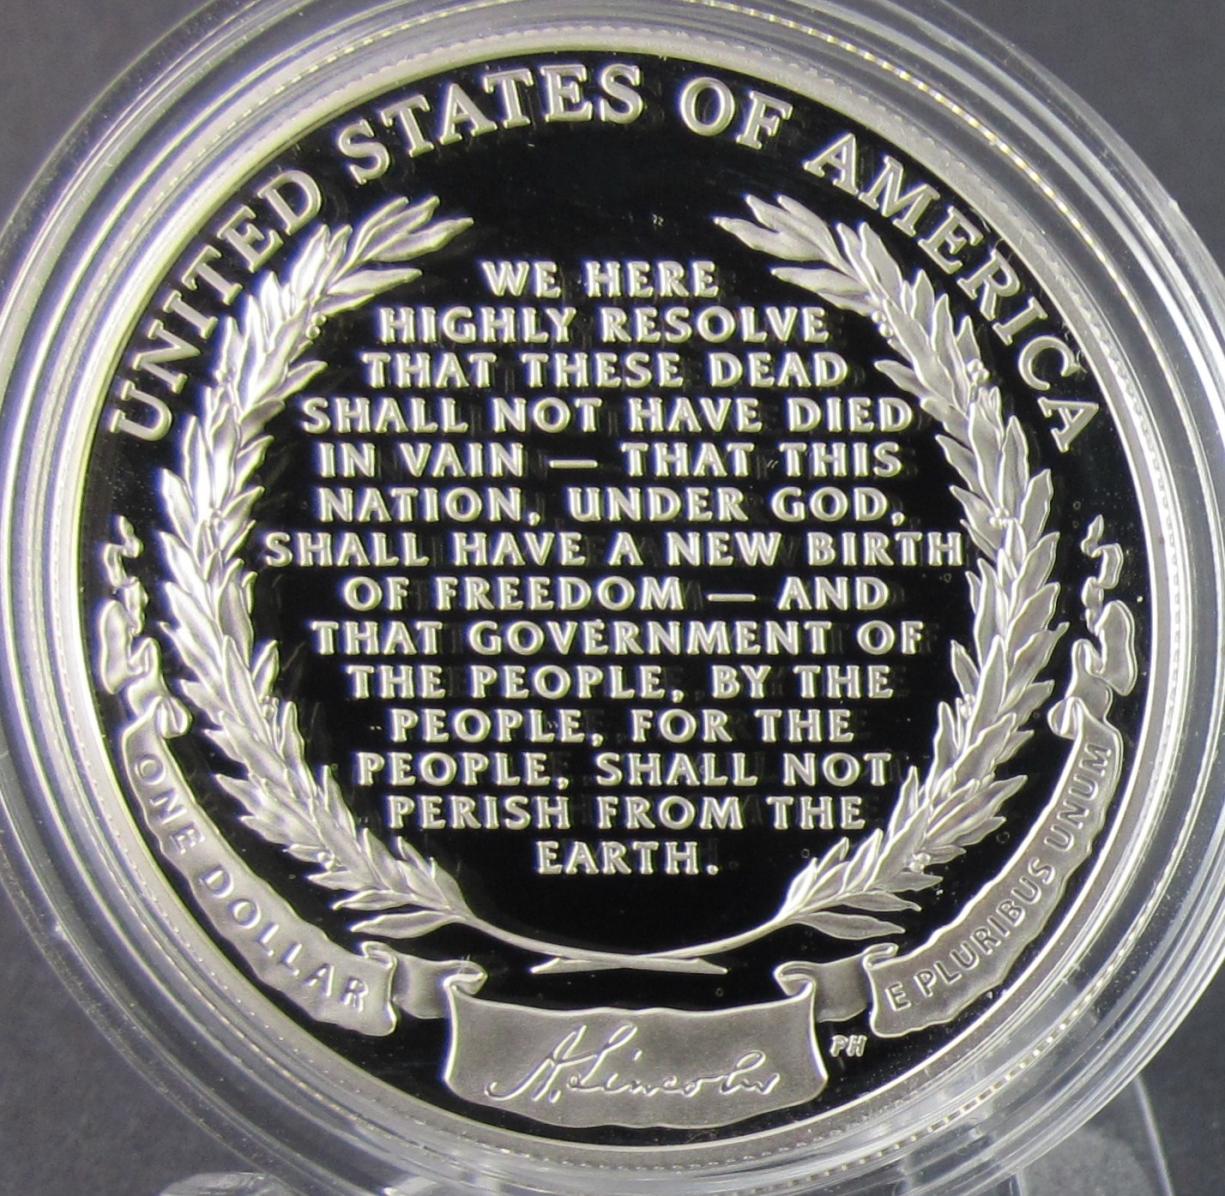 UNITED STATES OF AMERICA
WE HERE
HIGHLY RESOLVE
THAT THESE DEAD
SHALL NOT HAVE DIED
IN VAIN — THAT THIS
NATION, UNDER GOD,
SHALL HAVE A NEW BIRTH
OF FREEDOM — AND
THAT GOVERNMENT OF
THE PEOPLE, BY THE
PEOPLE, FOR THE
PEOPLE, SHALL NOT
PERISH FROM THE
EARTH.
ONE DOLLAR
E PLURIBUS UNUM
A. Lincoln
PH